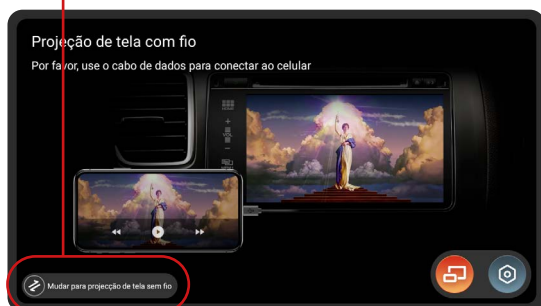 Projeção de tela com fio
Por favor, use o cabo de dados para conectar ao celular
Mudar para projecção de tela sem fio